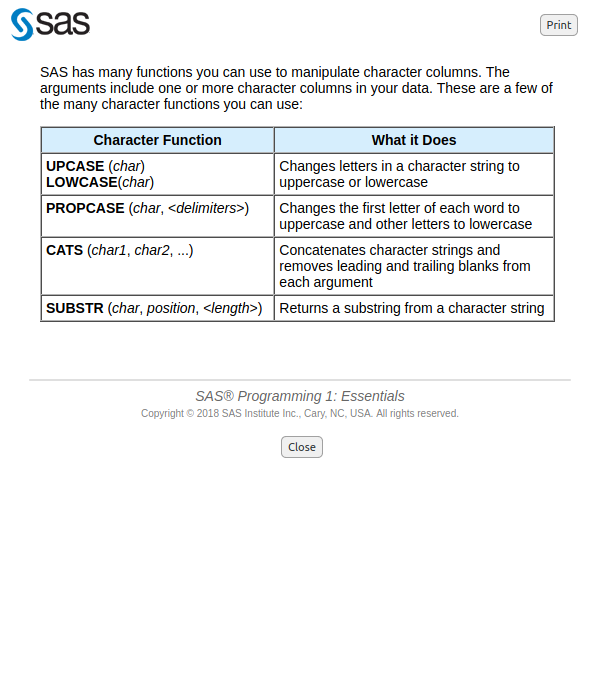 sas
Print
SAS has many functions you can use to manipulate character columns. The
arguments include one or more character columns in your data. These are a few of
the many character functions you can use:
Character Function
What it Does
UPCASE (char)
LOWCASE(char)
Changes letters in a character string to
uppercase or lowercase
PROPCASE (char, <delimiters>)
Changes the first letter of each word to
uppercase and other letters to lowercase
CATS (char1, char2, ...)
Concatenates character strings and
removes leading and trailing blanks from
each argument
SUBSTR (char, position, <length>)
Returns a substring from a character string
SAS® Programming 1: Essentials
Copyright © 2018 SAS Institute Inc., Cary, NC, USA. All rights reserved.
Close